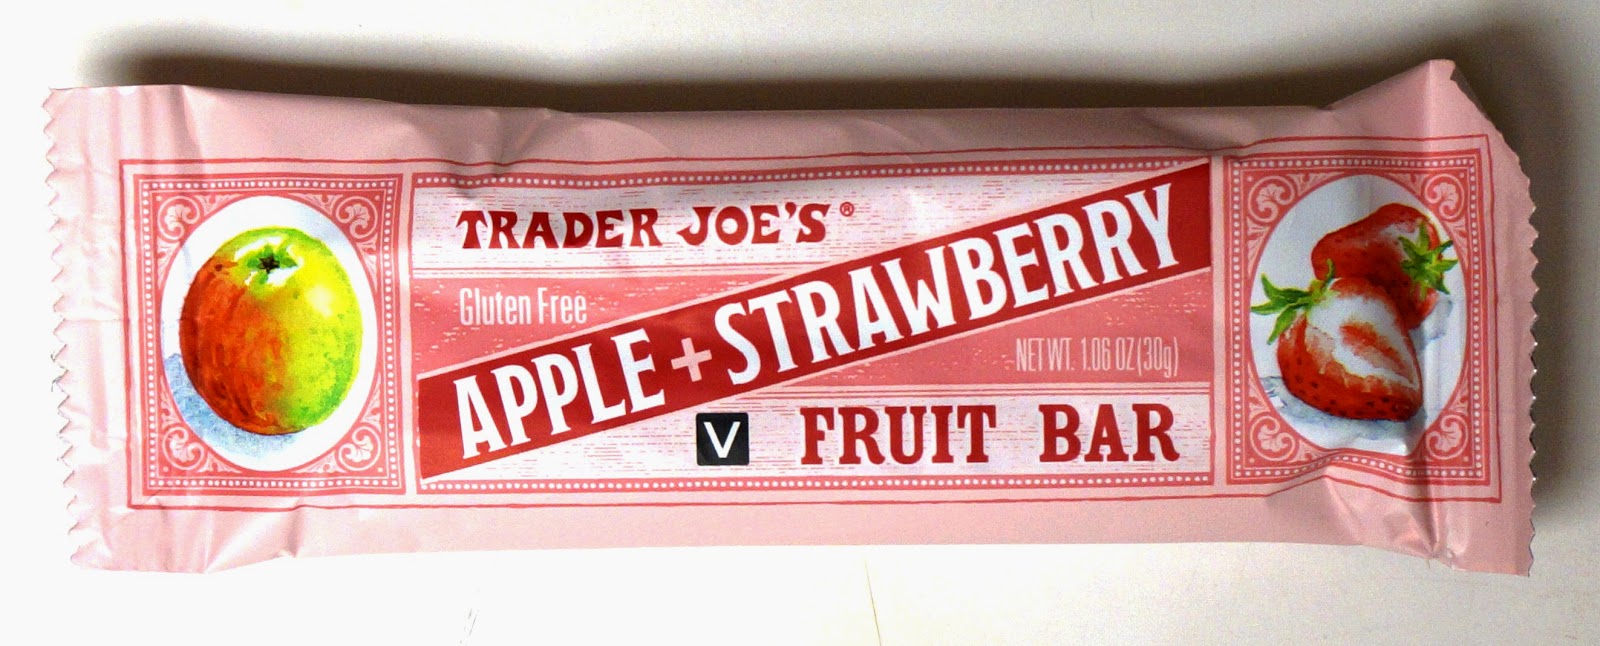 TRADER JOE'S®
Gluten Free
APPLE + STRAWBERRY
NET WT. 1.06 OZ (30g)
V FRUIT BAR